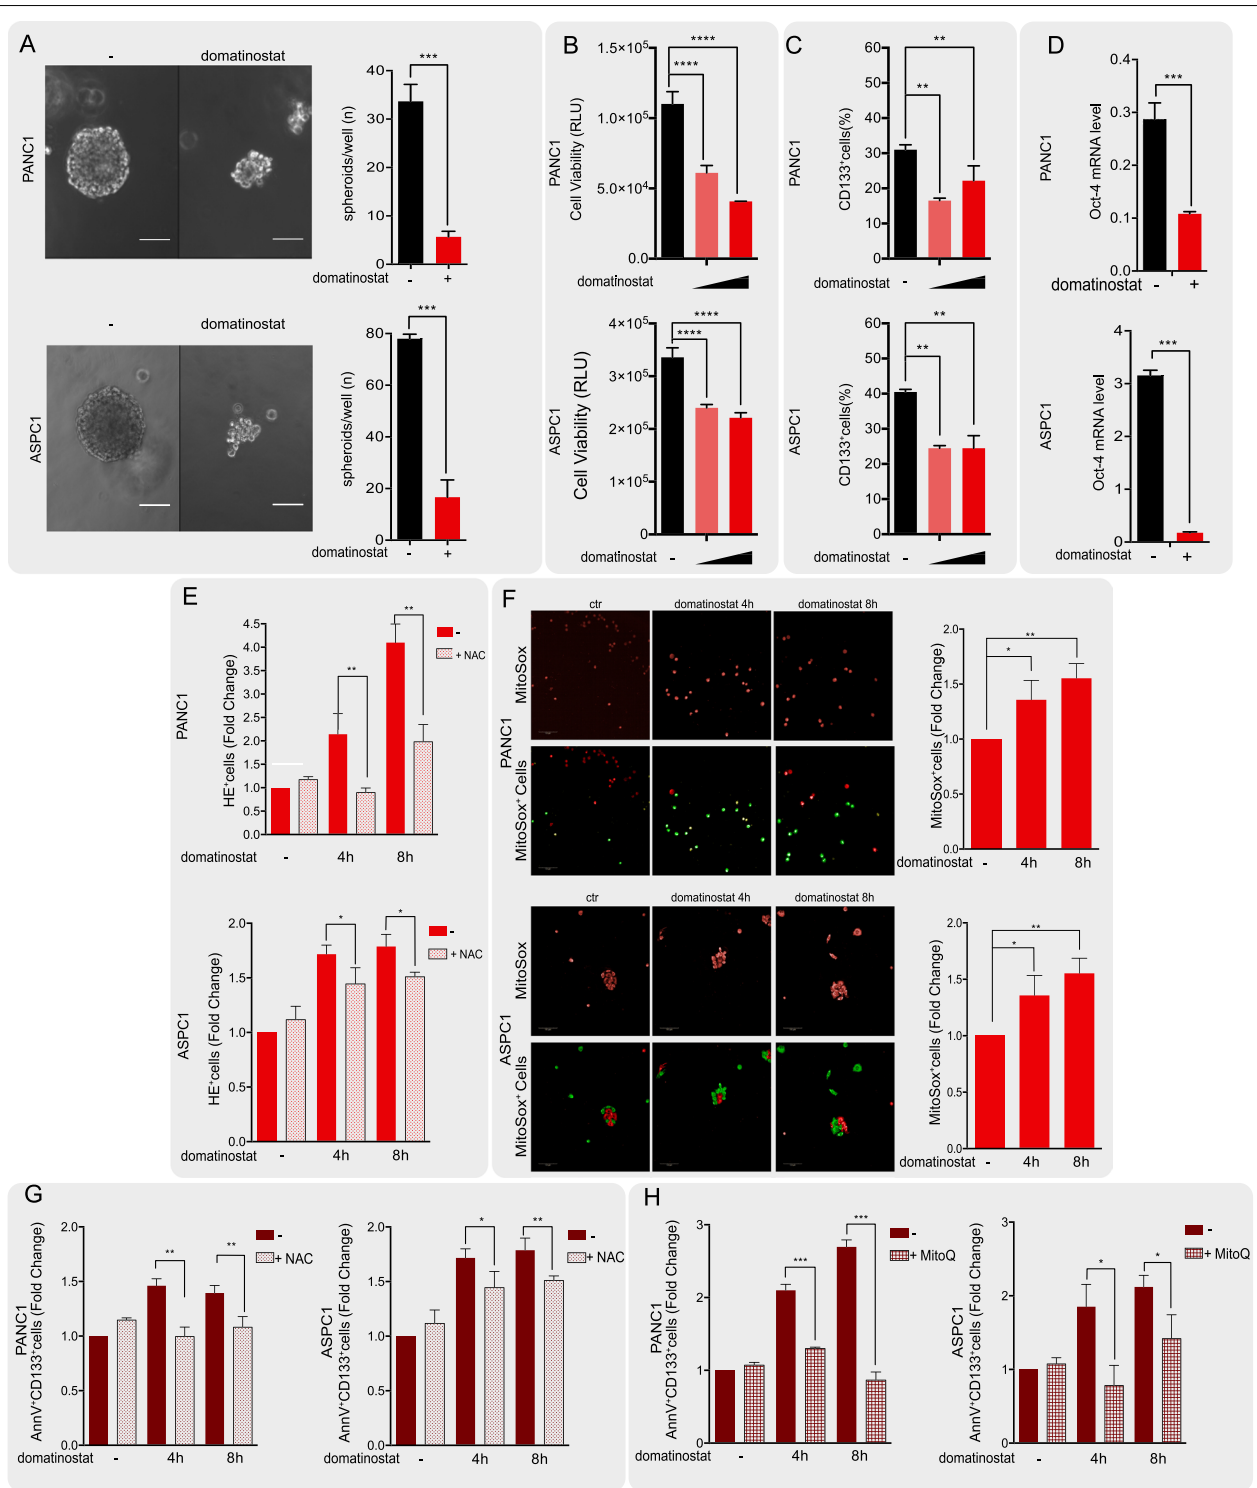 A
-
domatinostat
PANC1
spheroids/well (n)
40
30
20
10
0
***
domatinostat
-
+
-
domatinostat
ASPC1
spheroids/well (n)
80
60
40
20
0
***
domatinostat
-
+
B
PANC1
Cell Viability (RLU)
1.5×10⁵
1.0×10⁵
5.0×10⁴
0.0
****
****
domatinostat
-
ASPC1
Cell Viability (RLU)
4×10⁵
3×10⁵
2×10⁵
1×10⁵
0
****
****
domatinostat
-
C
PANC1
CD133⁺cells(%)
60
50
40
30
20
10
0
**
**
domatinostat
-
ASPC1
CD133⁺cells(%)
60
50
40
30
20
10
0
**
**
domatinostat
-
D
PANC1
Oct-4 mRNA level
0.4
0.3
0.2
0.1
0.0
***
domatinostat
-
+
ASPC1
Oct-4 mRNA level
4
3
2
1
0
***
domatinostat
-
+
E
PANC1
HE⁺cells (Fold Change)
4.5
4.0
3.5
3.0
2.5
2.0
1.5
1.0
0.5
0.0
**
**
-
+ NAC
domatinostat
-
4h
8h
ASPC1
HE⁺cells (Fold Change)
2.0
1.5
1.0
0.5
0.0
*
*
-
+ NAC
domatinostat
-
4h
8h
F
ctr
domatinostat 4h
domatinostat 8h
PANC1
MitoSox
MitoSox⁺ Cells
MitoSox⁺cells (Fold Change)
2.0
1.5
1.0
0.5
0.0
*
**
domatinostat
-
4h
8h
ctr
domatinostat 4h
domatinostat 8h
ASPC1
MitoSox
MitoSox⁺ Cells
MitoSox⁺cells (Fold Change)
2.0
1.5
1.0
0.5
0.0
*
**
domatinostat
-
4h
8h
G
PANC1
AnnV⁺CD133⁺cells (Fold Change)
2.0
1.5
1.0
0.5
0.0
**
**
-
+ NAC
domatinostat
-
4h
8h
ASPC1
AnnV⁺CD133⁺cells (Fold Change)
2.0
1.5
1.0
0.5
0.0
*
**
-
+ NAC
domatinostat
-
4h
8h
H
PANC1
AnnV⁺CD133⁺cells (Fold Change)
3
2
1
0
***
***
-
+ MitoQ
domatinostat
-
4h
8h
ASPC1
AnnV⁺CD133⁺cells (Fold Change)
3
2
1
0
*
*
-
+ MitoQ
domatinostat
-
4h
8h